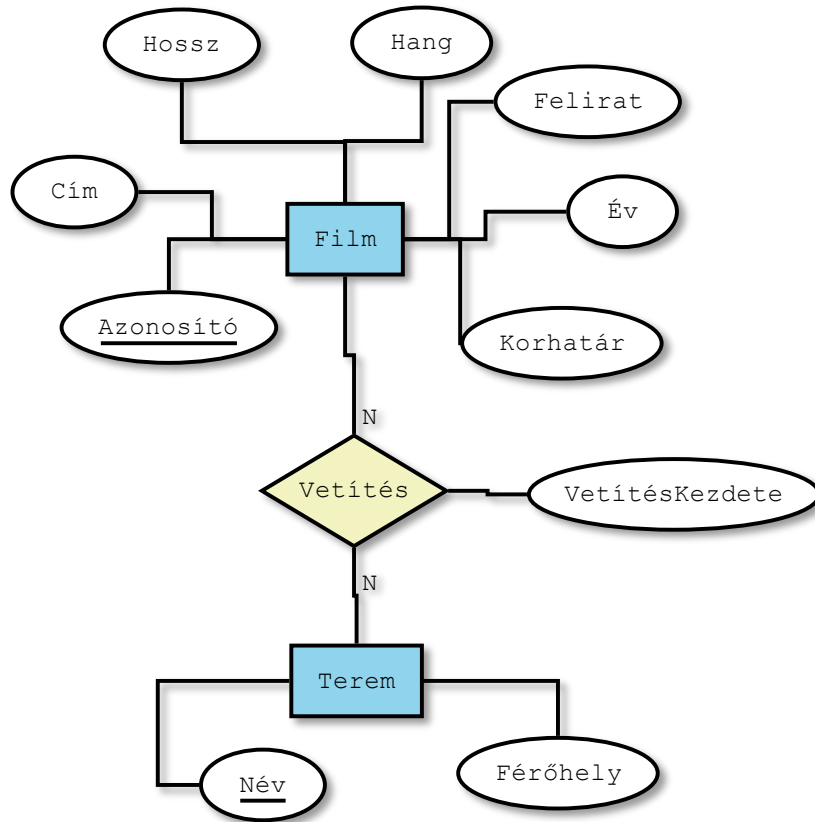 Hossz
Hang
Felirat
Cím
Év
Film
Azonosító
Korhatár
N
Vetítés
VetítésKezdete
N
Terem
Név
Férőhely